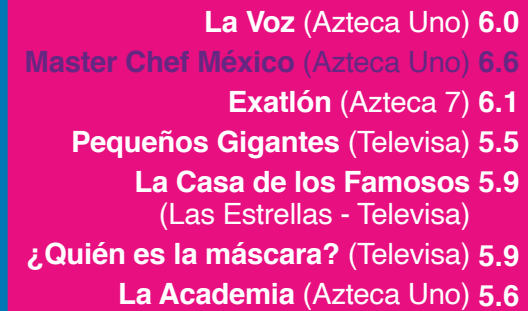 La Voz (Azteca Uno) 6.0
Master Chef México (Azteca Uno) 6.6
Exatlón (Azteca 7) 6.1
Pequeños Gigantes (Televisa) 5.5
La Casa de los Famosos 5.9
(Las Estrellas - Televisa)
¿Quién es la máscara? (Televisa) 5.9
La Academia (Azteca Uno) 5.6